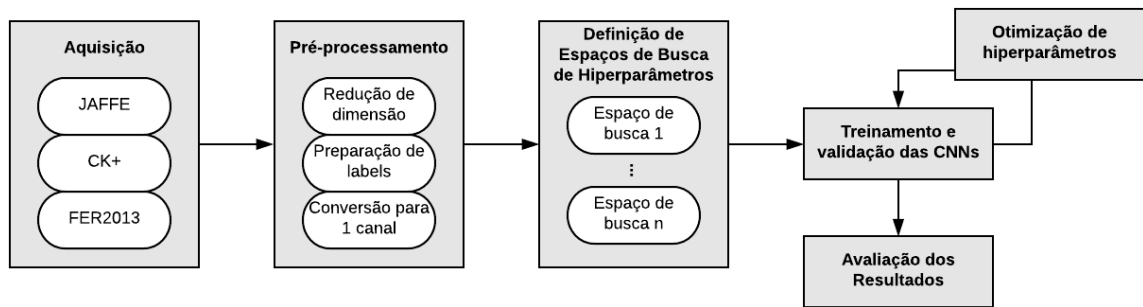 Aquisição
JAFFE
CK+
FER2013
Pré-processamento
Redução de
dimensão
Preparação de
labels
Conversão para
1 canal
Definição de
Espaços de Busca
de Hiperparâmetros
Espaço de
busca 1
...
Espaço de
busca n
Otimização de
hiperparâmetros
Treinamento e
validação das CNNs
Avaliação dos
Resultados